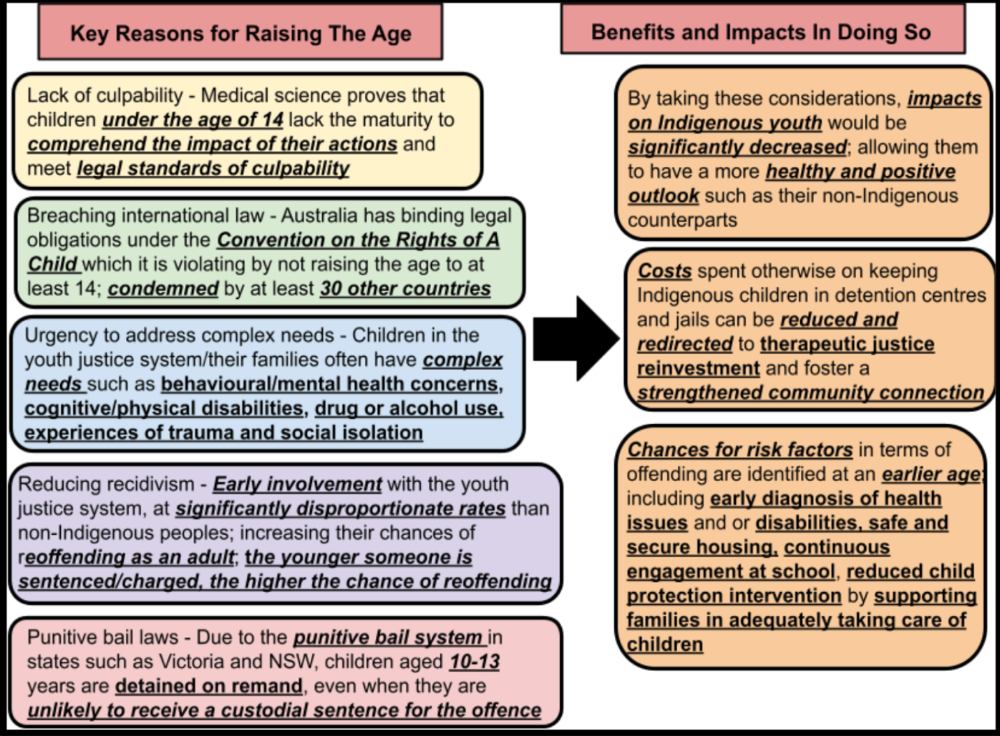 Key Reasons for Raising The Age
Lack of culpability - Medical science proves that
children under the age of 14 lack the maturity to
comprehend the impact of their actions and
meet legal standards of culpability
Breaching international law - Australia has binding legal
obligations under the Convention on the Rights of A
Child which it is violating by not raising the age to at
least 14; condemned by at least 30 other countries
Urgency to address complex needs - Children in the
youth justice system/their families often have complex
needs such as behavioural/mental health concerns,
cognitive/physical disabilities, drug or alcohol use,
experiences of trauma and social isolation
Reducing recidivism - Early involvement with the youth
justice system, at significantly disproportionate rates than
non-Indigenous peoples; increasing their chances of
reoffending as an adult; the younger someone is
sentenced/charged, the higher the chance of reoffending
Punitive bail laws - Due to the punitive bail system in
states such as Victoria and NSW, children aged 10-13
years are detained on remand, even when they are
unlikely to receive a custodial sentence for the offence
Benefits and Impacts In Doing So
By taking these considerations, impacts
on Indigenous youth would be
significantly decreased; allowing them
to have a more healthy and positive
outlook such as their non-Indigenous
counterparts
Costs spent otherwise on keeping
Indigenous children in detention centres
and jails can be reduced and
redirected to therapeutic justice
reinvestment and foster a
strengthened community connection
Chances for risk factors in terms of
offending are identified at an earlier age;
including early diagnosis of health
issues and or disabilities, safe and
secure housing, continuous
engagement at school, reduced child
protection intervention by supporting
families in adequately taking care of
children